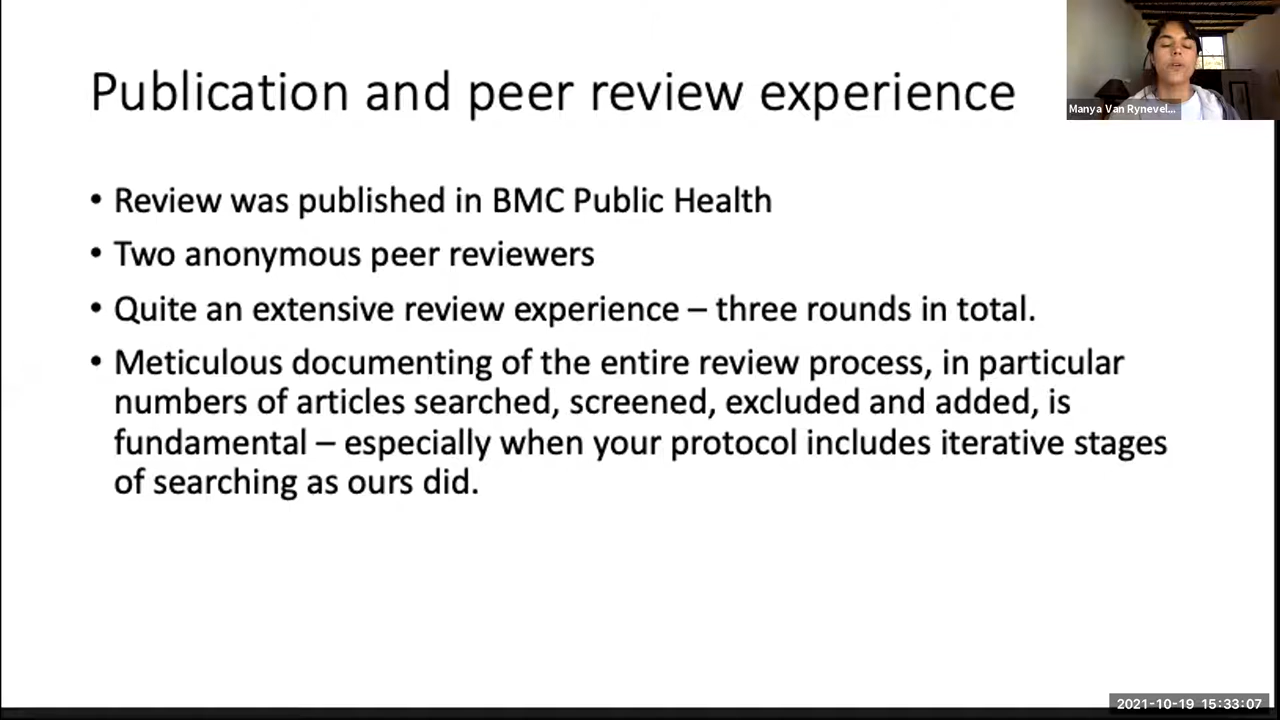 Publication and peer review experience
Manya Van Rynevel...
• Review was published in BMC Public Health
• Two anonymous peer reviewers
• Quite an extensive review experience – three rounds in total.
• Meticulous documenting of the entire review process, in particular
numbers of articles searched, screened, excluded and added, is
fundamental – especially when your protocol includes iterative stages
of searching as ours did.
2021-10-19 15:33:07